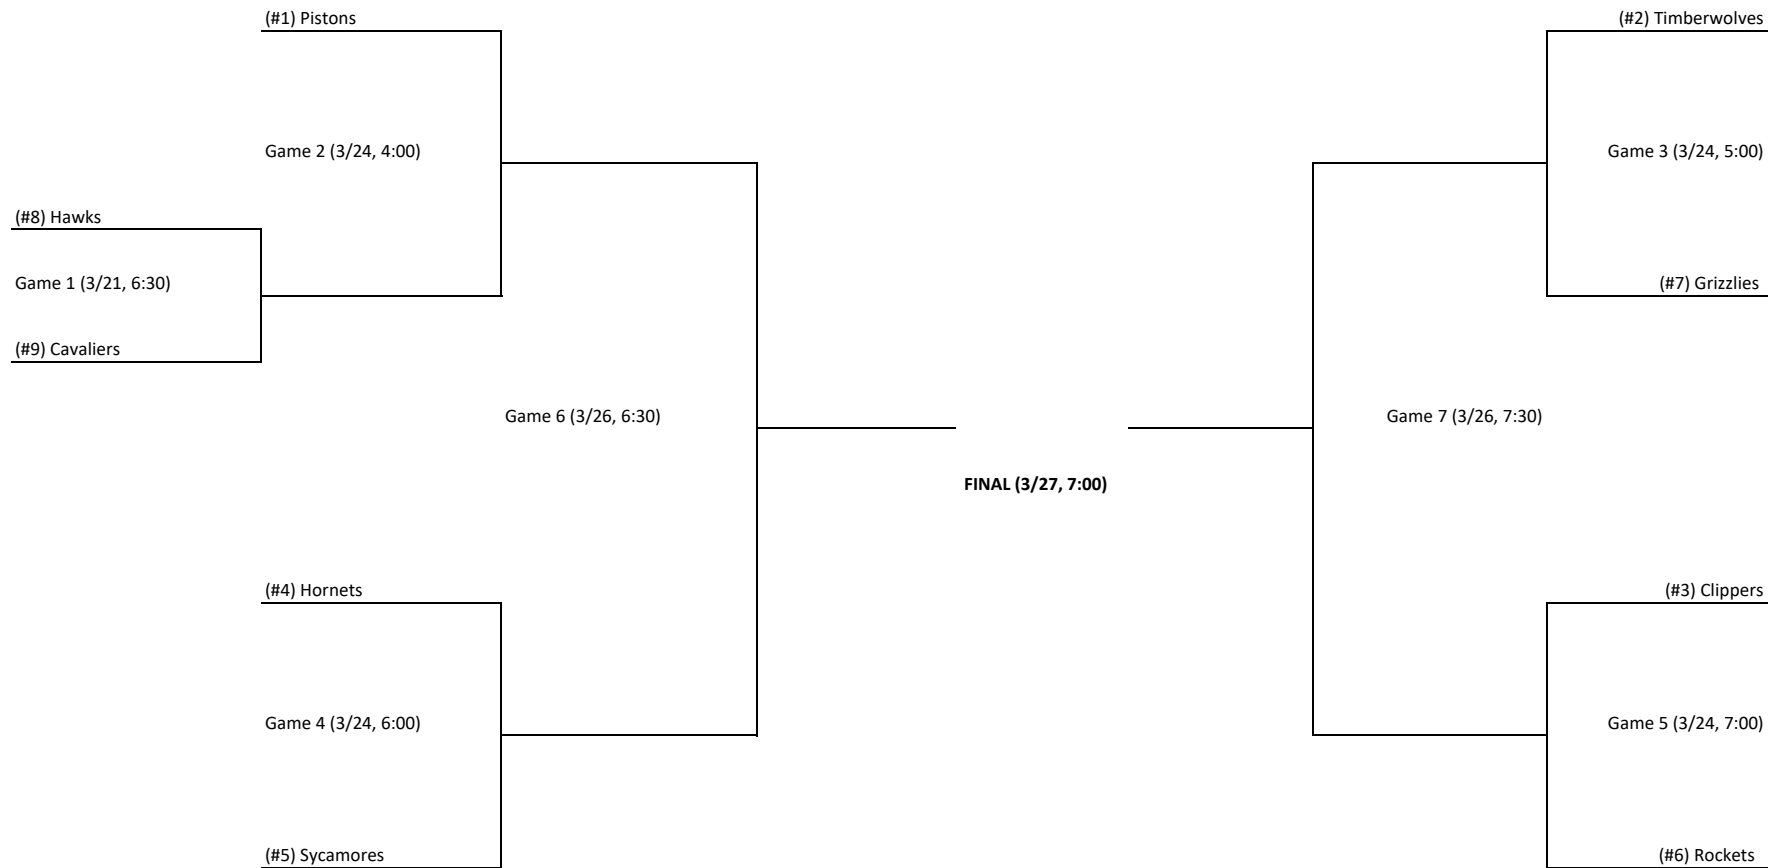 (#1) Pistons
(#2) Timberwolves
Game 2 (3/24, 4:00)
Game 3 (3/24, 5:00)
(#8) Hawks
Game 1 (3/21, 6:30)
(#7) Grizzlies
(#9) Cavaliers
Game 6 (3/26, 6:30)
Game 7 (3/26, 7:30)
FINAL (3/27, 7:00)
(#4) Hornets
(#3) Clippers
Game 4 (3/24, 6:00)
Game 5 (3/24, 7:00)
(#5) Sycamores
(#6) Rockets